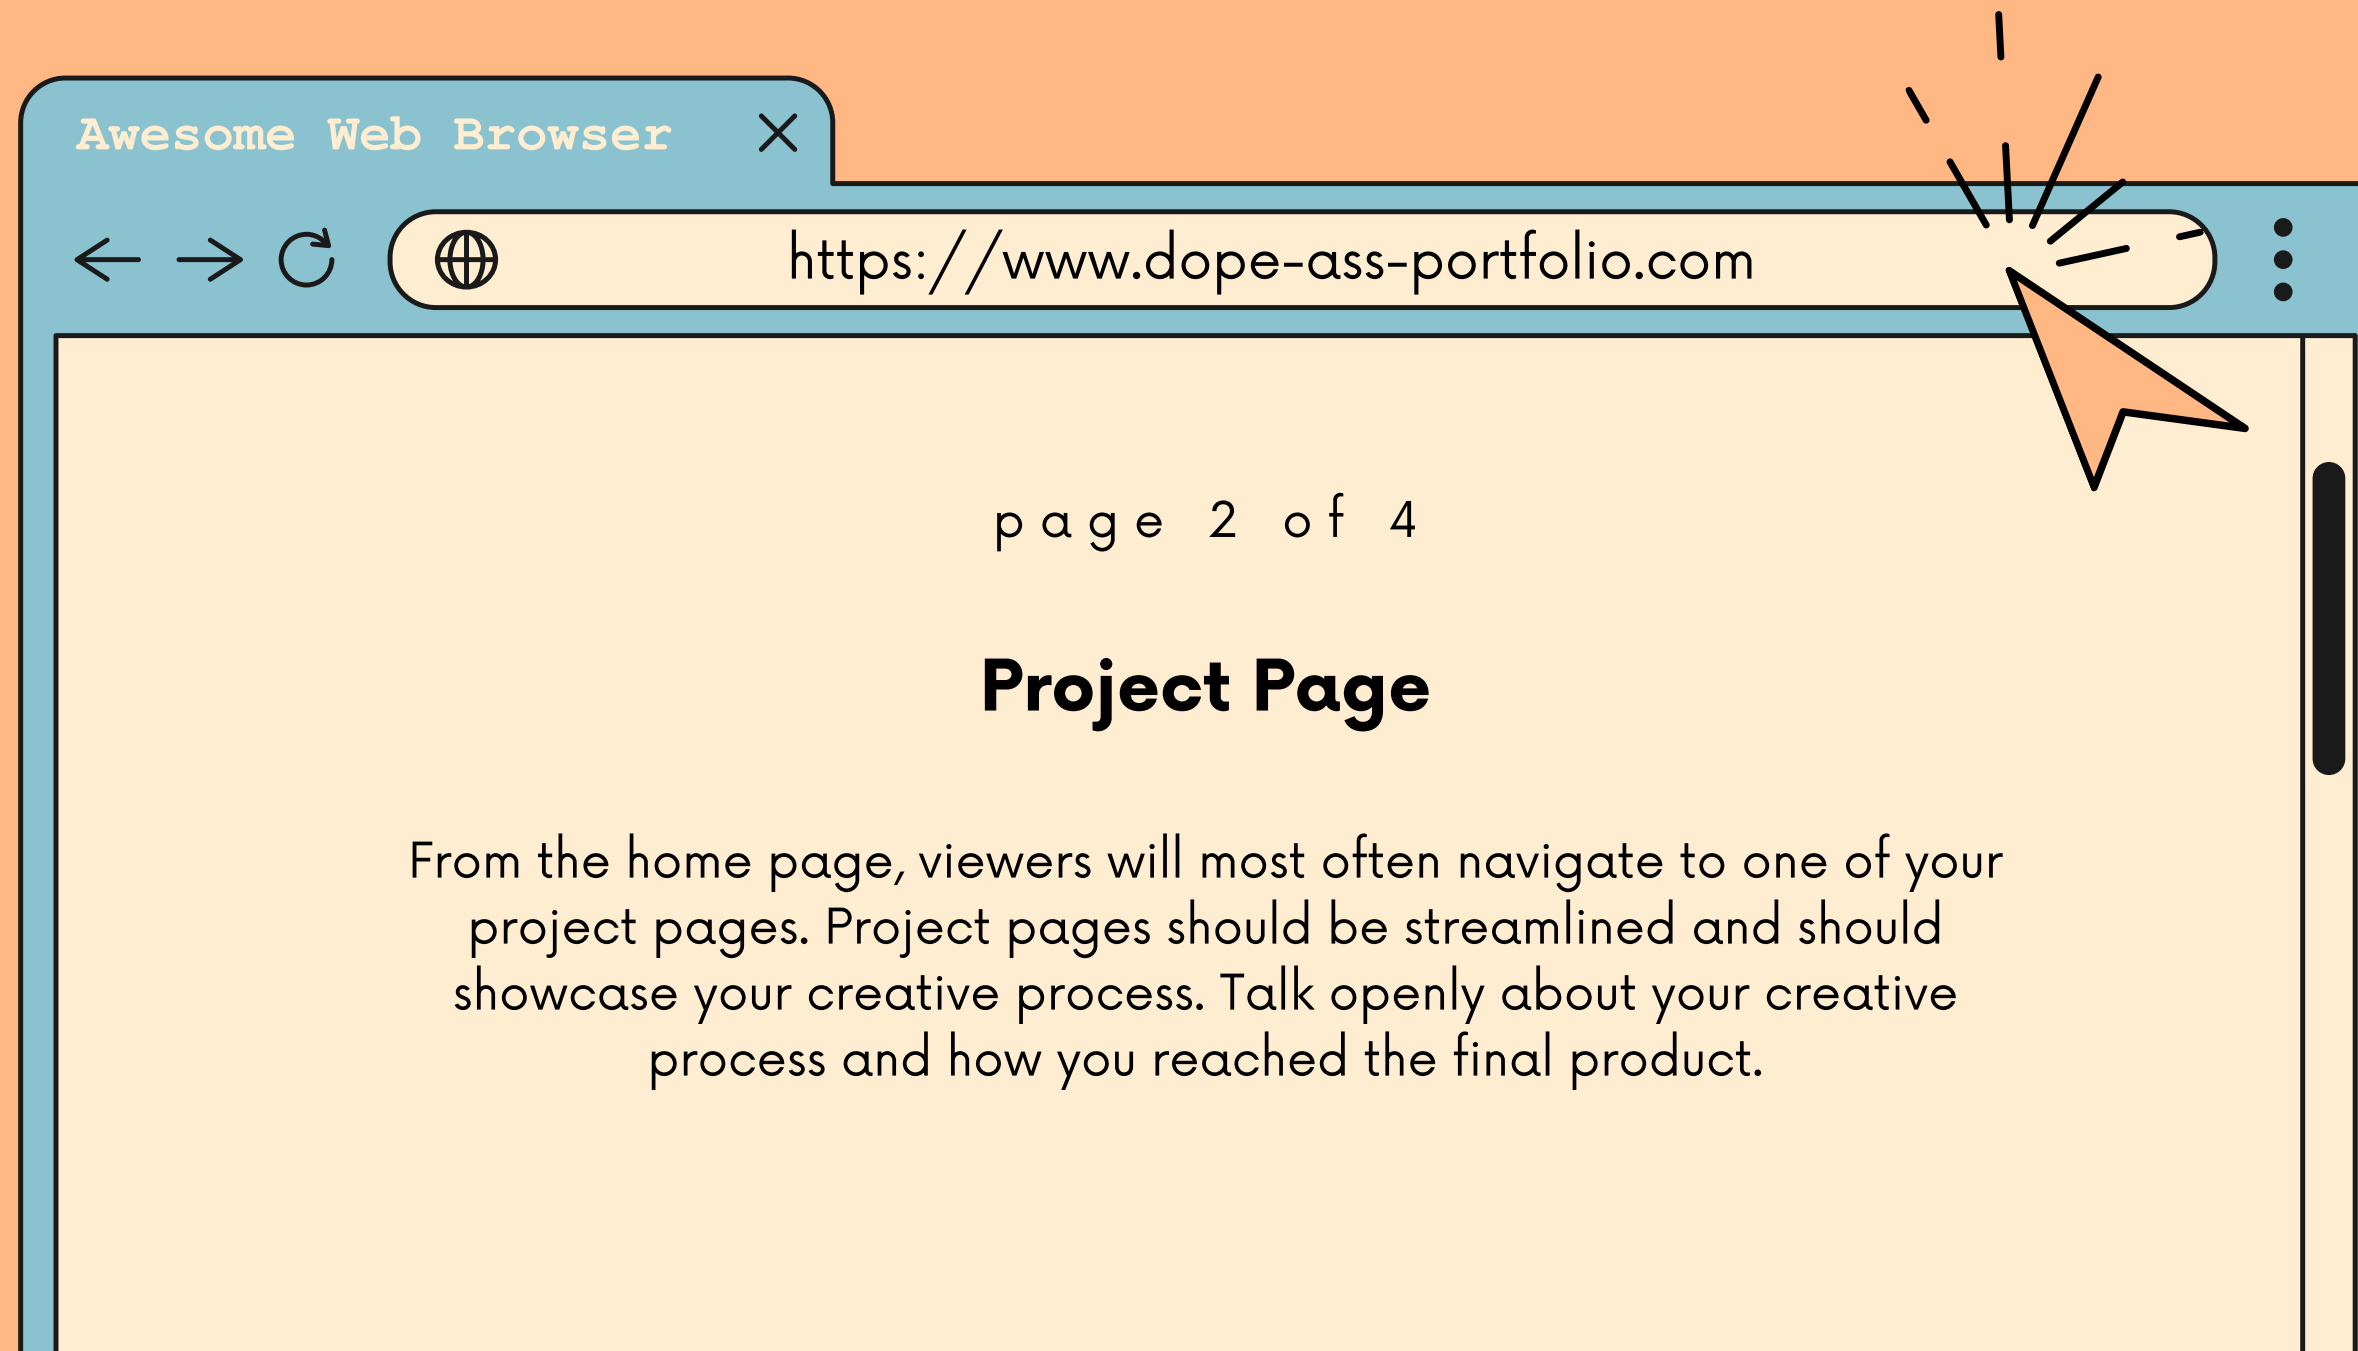 Awesome Web Browser
https://www.dope-ass-portfolio.com
page 2 of 4
Project Page
From the home page, viewers will most often navigate to one of your
project pages. Project pages should be streamlined and should
showcase your creative process. Talk openly about your creative
process and how you reached the final product.